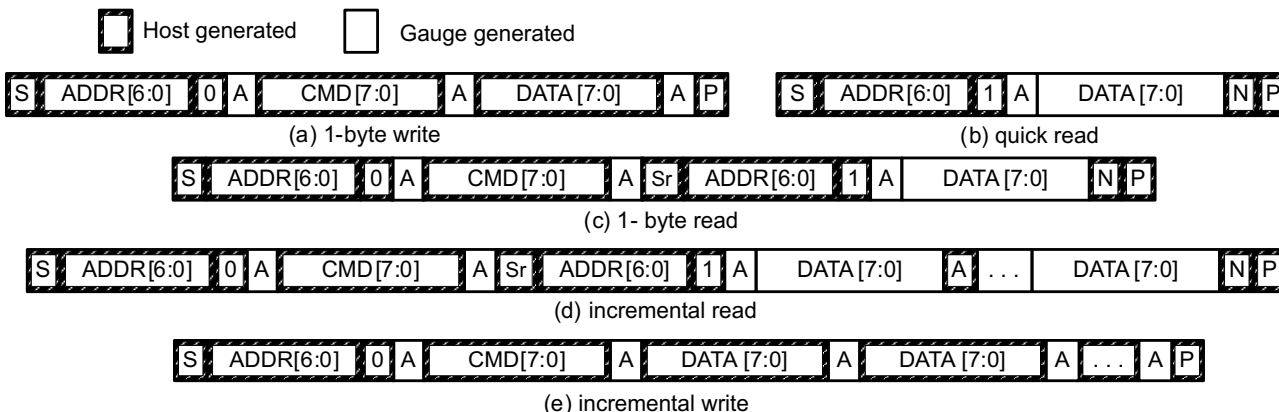 Host generated Gauge generated
S ADDR[6:0] 0 A CMD[7:0] A DATA [7:0] A P S ADDR[6:0] 1 A DATA [7:0] N P
(a) 1-byte write (b) quick read
S ADDR[6:0] 0 A CMD[7:0] A Sr ADDR[6:0] 1 A DATA [7:0] N P
(c) 1- byte read
S ADDR[6:0] 0 A CMD[7:0] A Sr ADDR[6:0] 1 A DATA [7:0] A . . . DATA [7:0] N P
(d) incremental read
S ADDR[6:0] 0 A CMD[7:0] A DATA [7:0] A DATA [7:0] A . . . A P
(e) incremental write